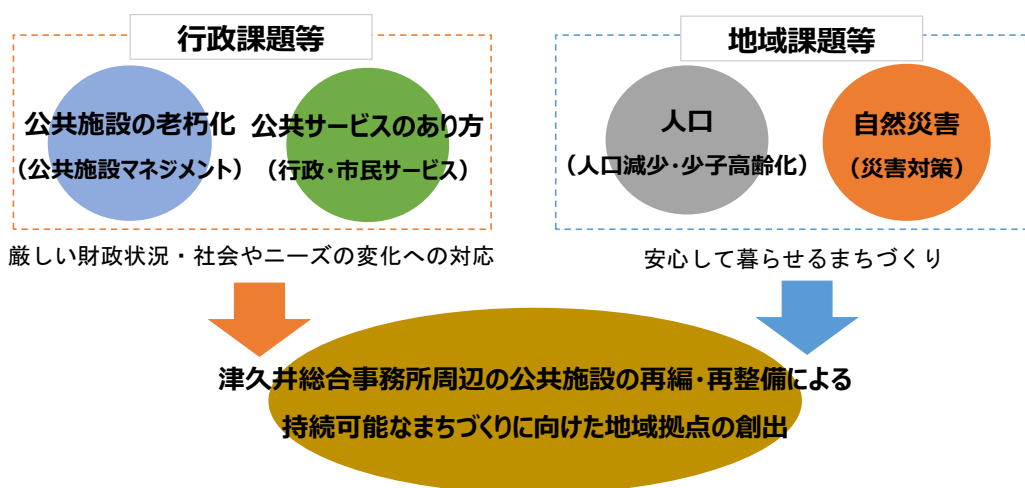 行政課題等
公共施設の老朽化
(公共施設マネジメント)
公共サービスのあり方
(行政・市民サービス)
厳しい財政状況・社会やニーズの変化への対応
地域課題等
人口
(人口減少・少子高齢化)
自然災害
(災害対策)
安心して暮らせるまちづくり
津久井総合事務所周辺の公共施設の再編・再整備による
持続可能なまちづくりに向けた地域拠点の創出